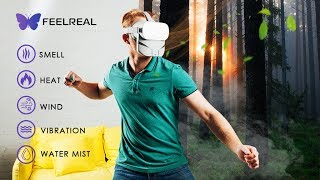 FEELREAL
SMELL
HEAT
WIND
VIBRATION
WATER MIST